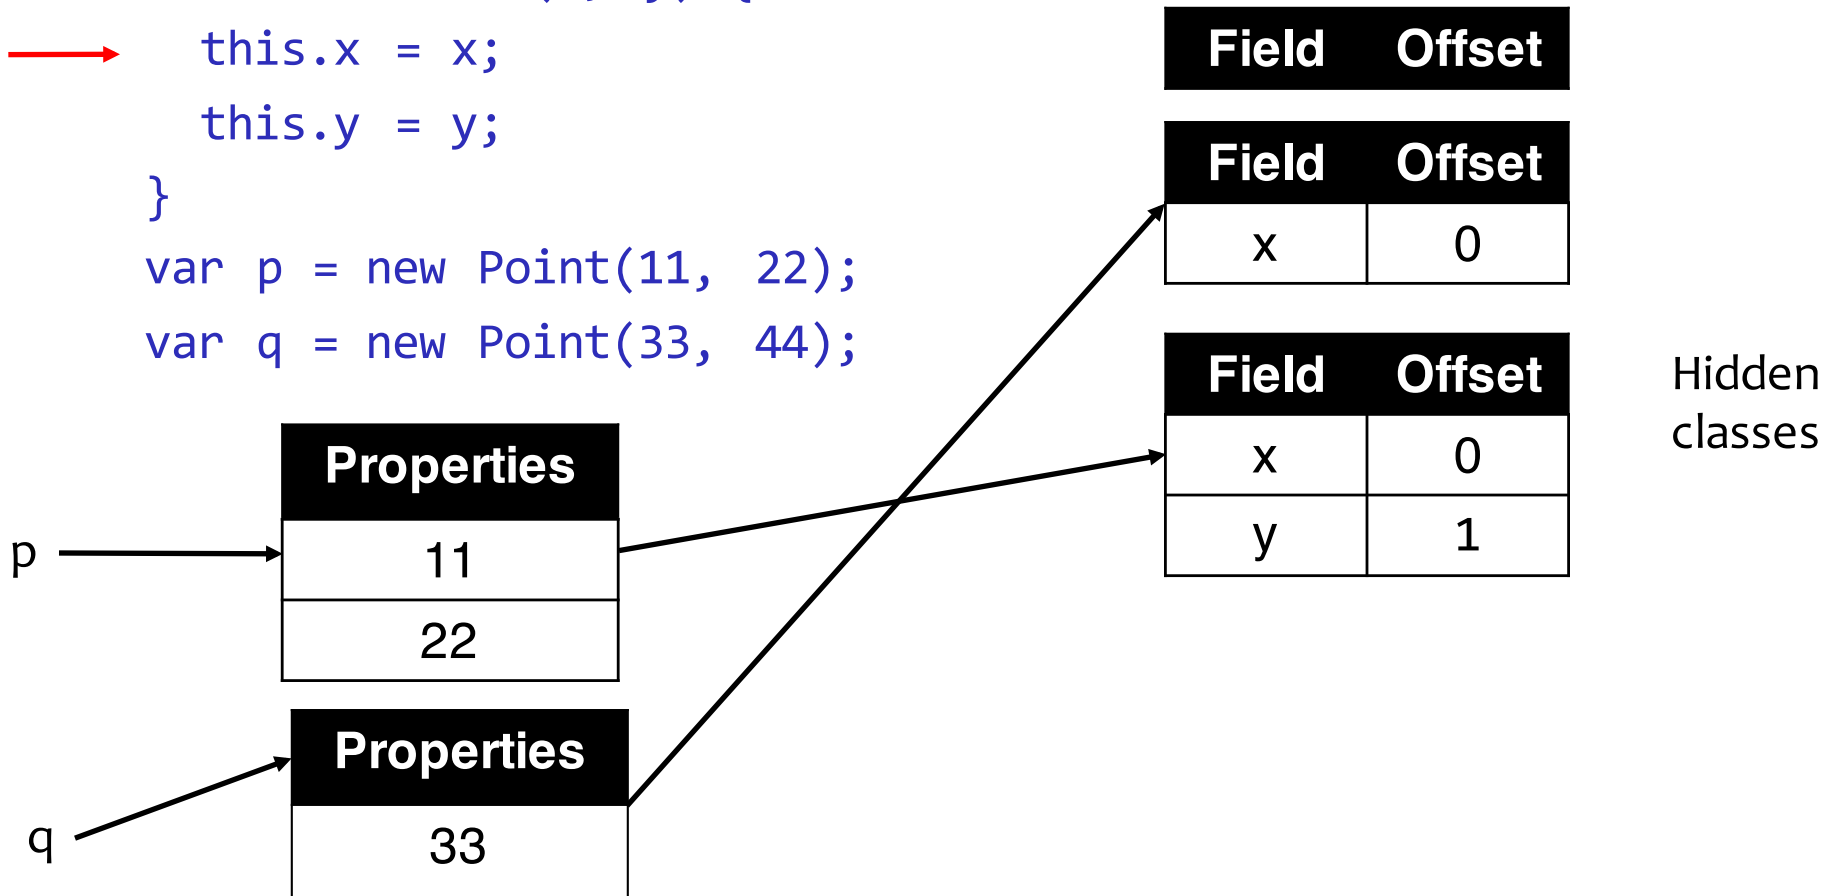 this.x = x;
this.y = y;
}
var p = new Point(11, 22);
var q = new Point(33, 44);
Field Offset
Field Offset
x 0
Field Offset
x 0
y 1
Hidden
classes
p
Properties
11
22
q
Properties
33